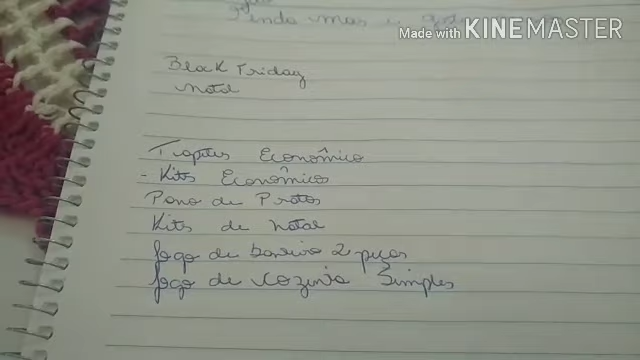 Made with KINEMASTER
Black Friday
Natal
Tapetes Econômico
- Kits Econômicos
Pano de Pratos
Kits de Natal
Jogo de banheiro 2 peças
Jogo de Cozinha Simples